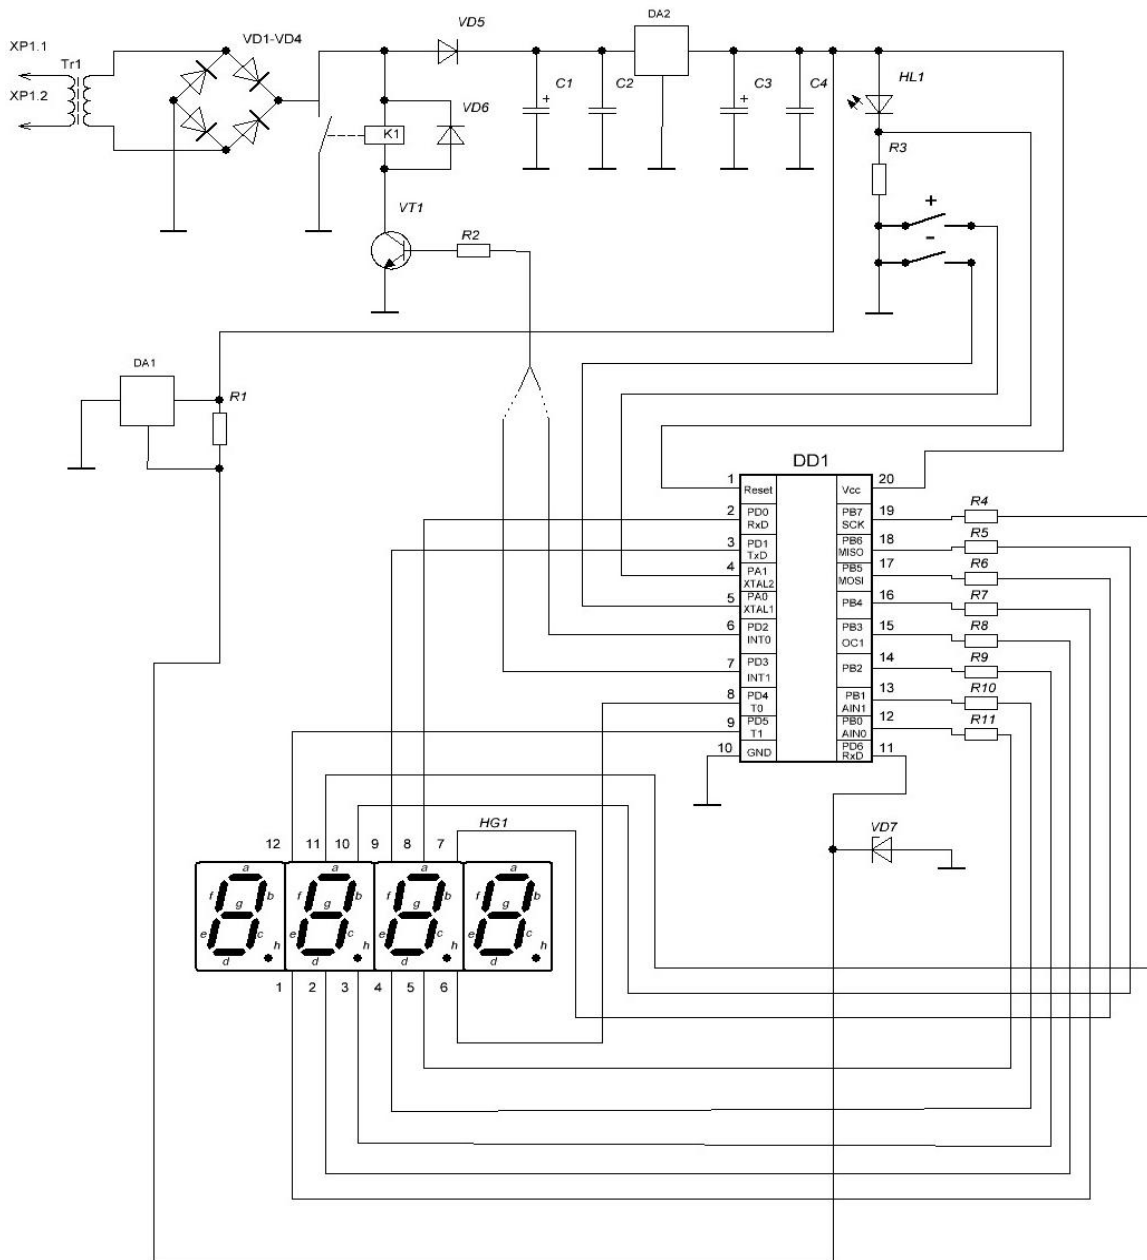 XP1.1
Tr1
XP1.2
VD1-VD4
VD5
DA2
C1
+
C2
C3
+
C4
HL1
VD6
K1
R3
VT1
R2
+
-
DA1
R1
DD1
1 Reset Vcc 20
2 PD0 RxD PB7 SCK 19 R4
3 PD1 TxD PB6 MISO 18 R5
4 PA1 XTAL2 PB5 MOSI 17 R6
5 PA0 XTAL1 PB4 16 R7
6 PD2 INT0 PB3 OC1 15 R8
7 PD3 INT1 PB2 14 R9
8 PD4 T0 PB1 AIN1 13 R10
9 PD5 T1 PB0 AIN0 12 R11
10 GND PD6 RxD 11
VD7
HG1
12 11 10 9 8 7
a a a a
f b f b f b f b
g g g g
e c e c e c e c
d h d h d h d h
1 2 3 4 5 6